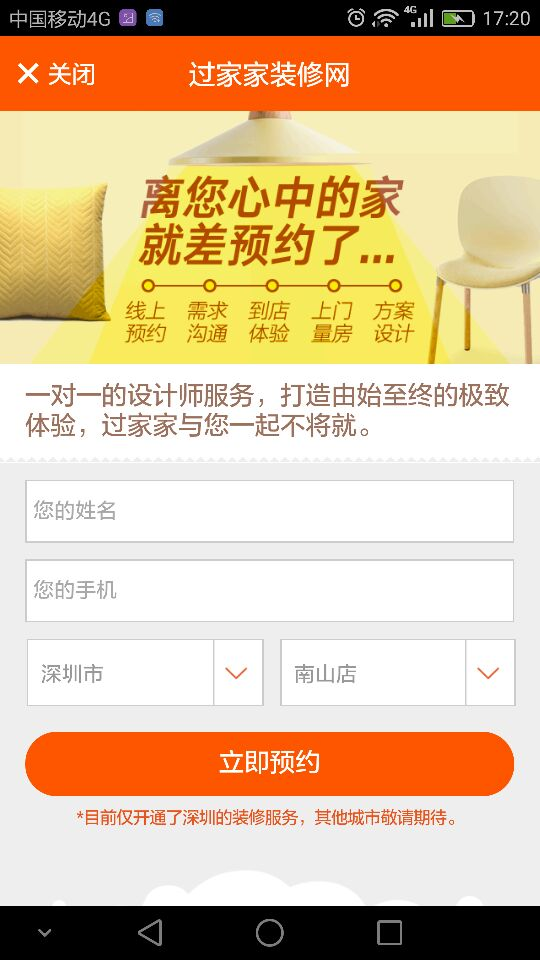 中国移动4G 4G 17:20
关闭 过家家装修网
离您心中的家
就差预约了...
线上 需求 到店 上门 方案
预约 沟通 体验 量房 设计
一对一的设计师服务，打造由始至终的极致
体验，过家家与您一起不将就。
您的姓名
您的手机
深圳市 南山店
立即预约
*目前仅开通了深圳的装修服务，其他城市敬请期待。